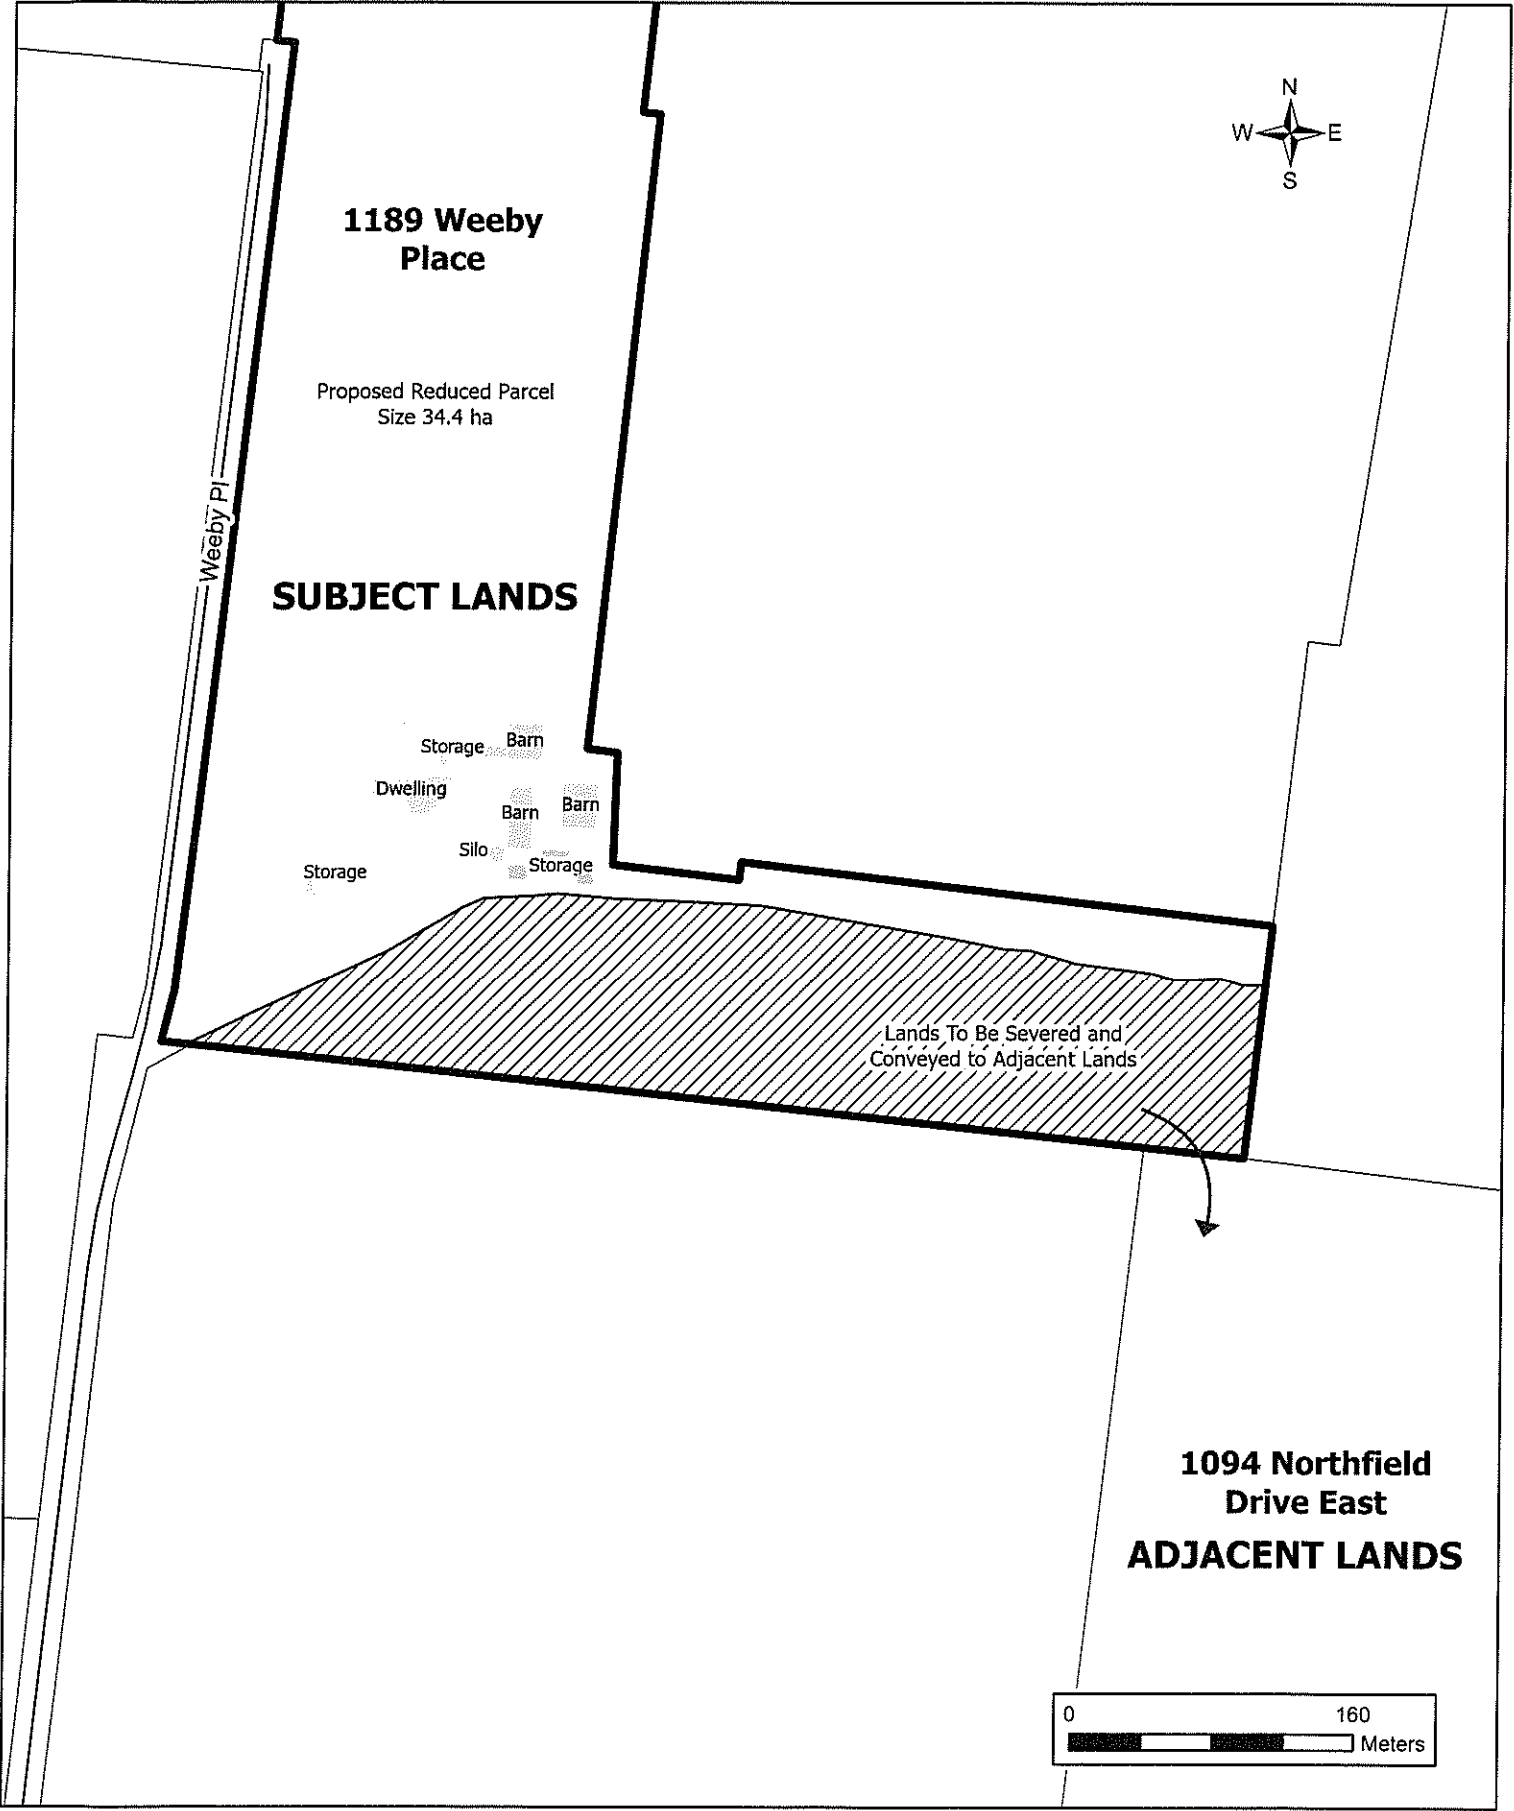 N
W E
S
1189 Weeby
Place
Proposed Reduced Parcel
Size 34.4 ha
Weeby Pl
SUBJECT LANDS
Storage
Barn
Dwelling
Barn
Barn
Silo
Storage
Storage
Lands To Be Severed and
Conveyed to Adjacent Lands
1094 Northfield
Drive East
ADJACENT LANDS
0 160
Meters